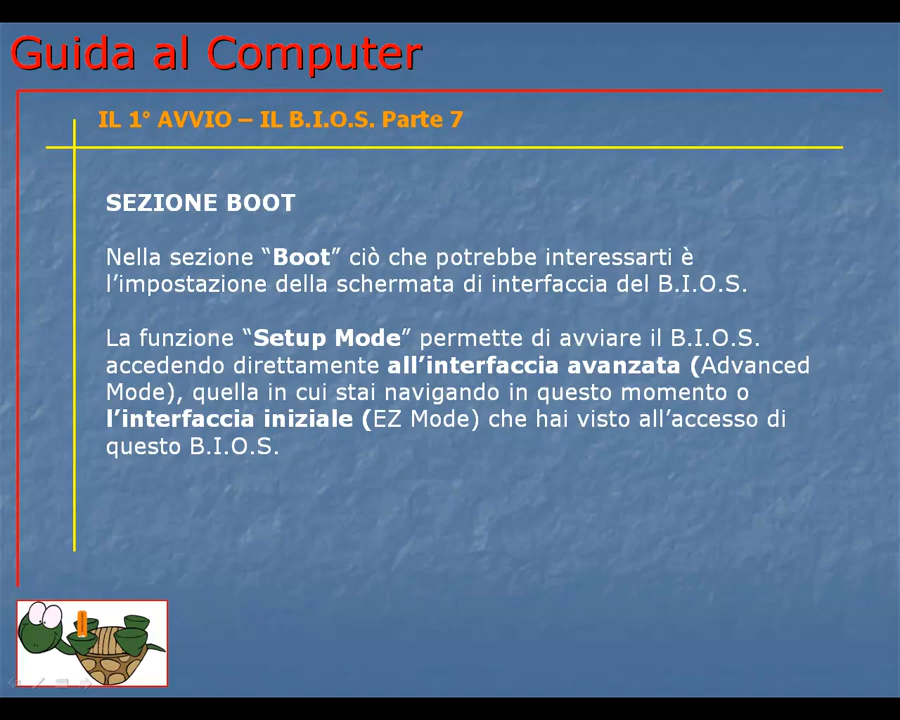 Guida al Computer
IL 1° AVVIO – IL B.I.O.S. Parte 7
SEZIONE BOOT
Nella sezione “Boot” ciò che potrebbe interessarti è
l’impostazione della schermata di interfaccia del B.I.O.S.
La funzione “Setup Mode” permette di avviare il B.I.O.S.
accedendo direttamente all’interfaccia avanzata (Advanced
Mode), quella in cui stai navigando in questo momento o
l’interfaccia iniziale (EZ Mode) che hai visto all’accesso di
questo B.I.O.S.